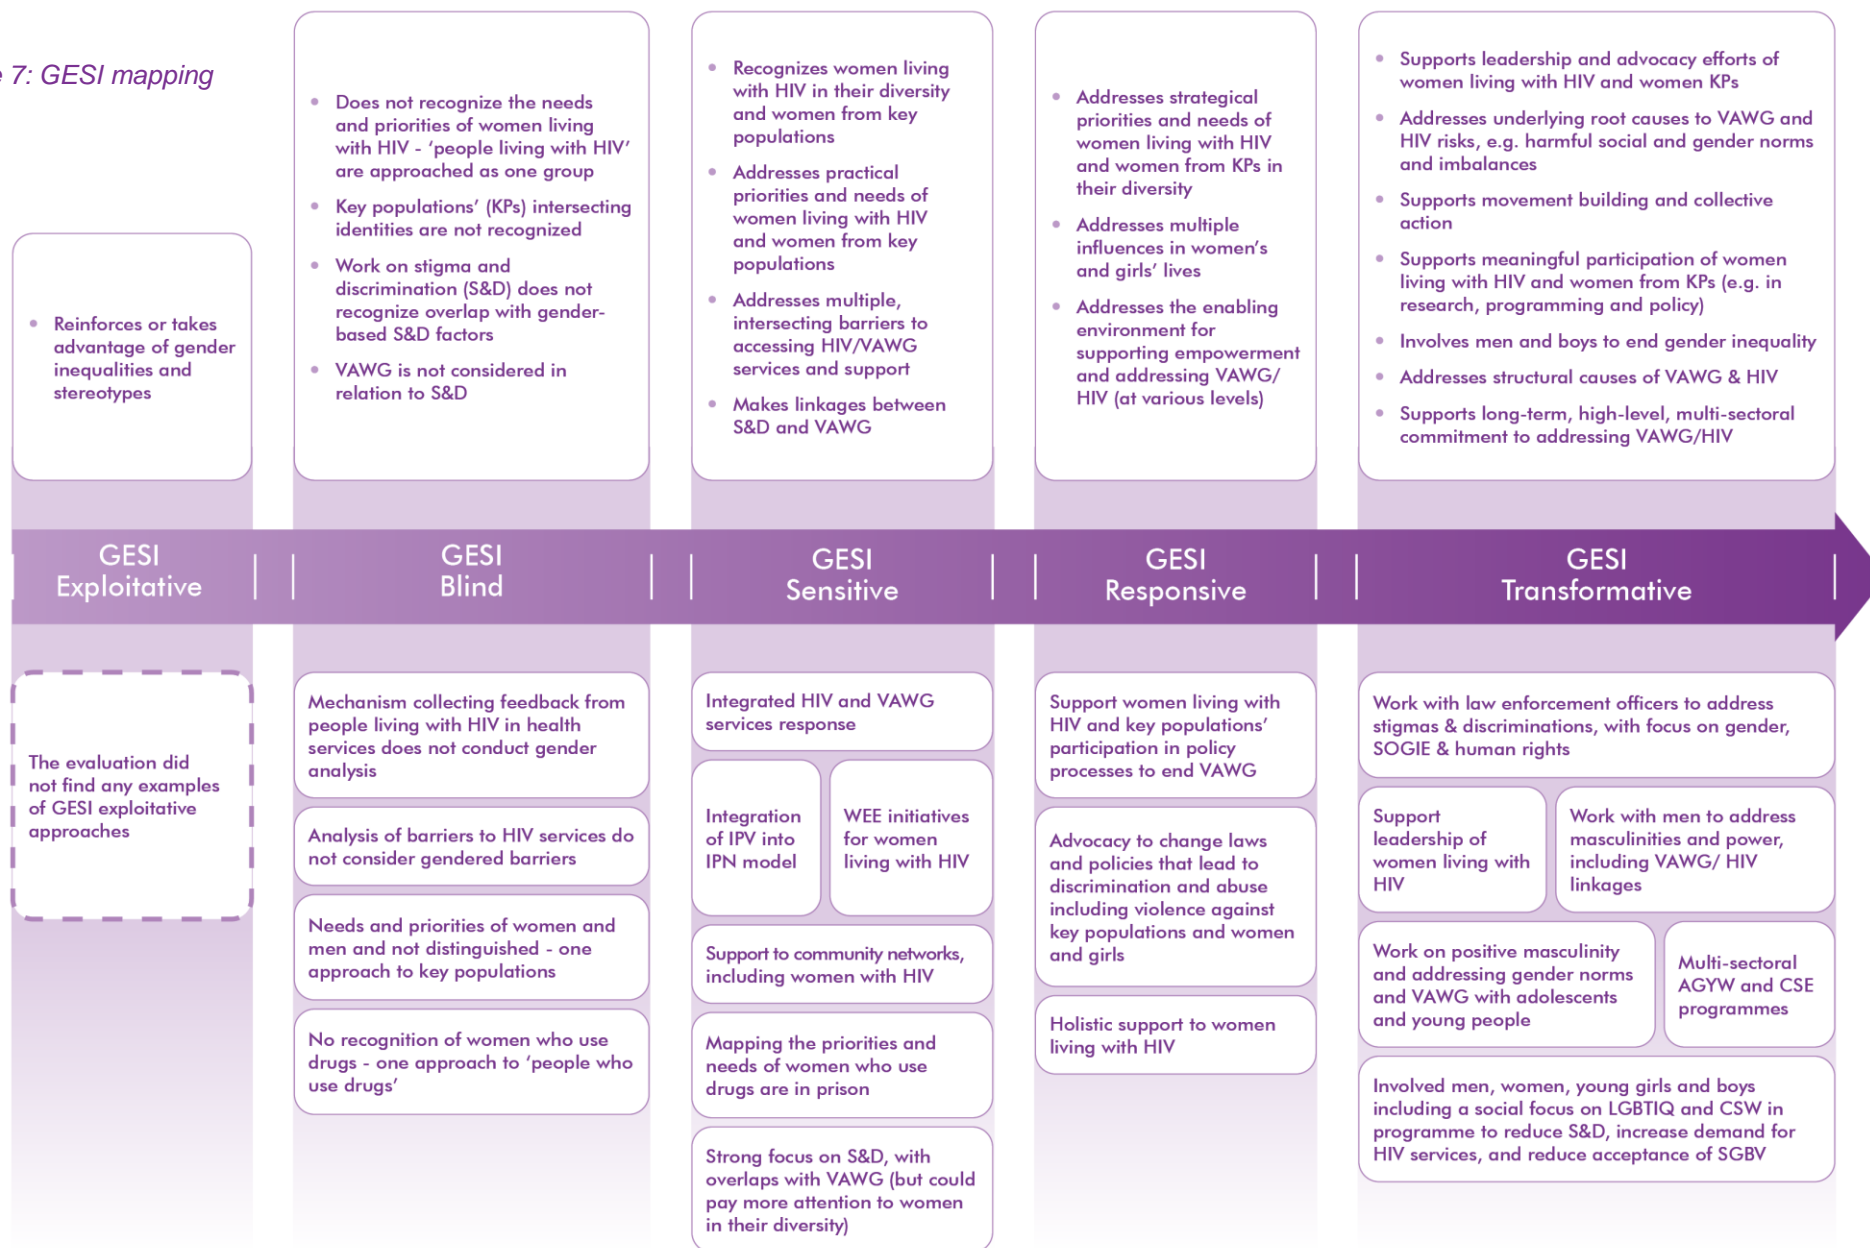 e 7: GESI mapping
• Reinforces or takes
advantage of gender
inequalities and
stereotypes
• Does not recognize the needs
and priorities of women living
with HIV - ‘people living with HIV’
are approached as one group
• Key populations’ (KPs) intersecting
identities are not recognized
• Work on stigma and
discrimination (S&D) does not
recognize overlap with gender-
based S&D factors
• VAWG is not considered in
relation to S&D
• Recognizes women living
with HIV in their diversity
and women from key
populations
• Addresses practical
priorities and needs of
women living with HIV
and women from key
populations
• Addresses multiple,
intersecting barriers to
accessing HIV/VAWG
services and support
• Makes linkages between
S&D and VAWG
• Addresses strategical
priorities and needs of
women living with HIV
and women from KPs in
their diversity
• Addresses multiple
influences in women’s
and girls’ lives
• Addresses the enabling
environment for
supporting empowerment
and addressing VAWG/
HIV (at various levels)
• Supports leadership and advocacy efforts of
women living with HIV and women KPs
• Addresses underlying root causes to VAWG and
HIV risks, e.g. harmful social and gender norms
and imbalances
• Supports movement building and collective
action
• Supports meaningful participation of women
living with HIV and women from KPs (e.g. in
research, programming and policy)
• Involves men and boys to end gender inequality
• Addresses structural causes of VAWG & HIV
• Supports long-term, high-level, multi-sectoral
commitment to addressing VAWG/HIV
GESI
Exploitative
GESI
Blind
GESI
Sensitive
GESI
Responsive
GESI
Transformative
The evaluation did
not find any examples
of GESI exploitative
approaches
Mechanism collecting feedback from
people living with HIV in health
services does not conduct gender
analysis
Analysis of barriers to HIV services do
not consider gendered barriers
Needs and priorities of women and
men and not distinguished - one
approach to key populations
No recognition of women who use
drugs - one approach to ‘people who
use drugs’
Integrated HIV and VAWG
services response
Integration
of IPV into
IPN model
WEE initiatives
for women
living with HIV
Support to community networks,
including women with HIV
Mapping the priorities and
needs of women who use
drugs are in prison
Strong focus on S&D, with
overlaps with VAWG (but could
pay more attention to women
in their diversity)
Support women living with
HIV and key populations’
participation in policy
processes to end VAWG
Advocacy to change laws
and policies that lead to
discrimination and abuse
including violence against
key populations and women
and girls
Holistic support to women
living with HIV
Work with law enforcement officers to address
stigmas & discriminations, with focus on gender,
SOGIE & human rights
Support
leadership of
women living with
HIV
Work with men to address
masculinities and power,
including VAWG/ HIV
linkages
Work on positive masculinity
and addressing gender norms
and VAWG with adolescents
and young people
Multi-sectoral
AGYW and CSE
programmes
Involved men, women, young girls and boys
including a social focus on LGBTIQ and CSW in
programme to reduce S&D, increase demand for
HIV services, and reduce acceptance of SGBV